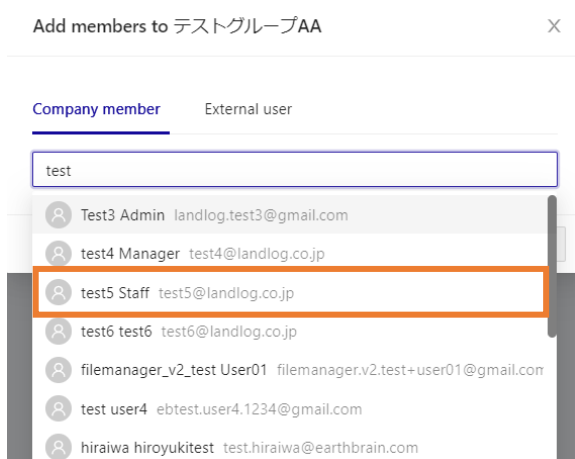 Add members to テストグループAA
Company member External user
test
Test3 Admin landlog.test3@gmail.com
test4 Manager test4@landlog.co.jp
test5 Staff test5@landlog.co.jp
test6 test6 test6@landlog.co.jp
filemanager_v2_test User01 filemanager.v2.test+user01@gmail.com
test user4 ebtest.user4.1234@gmail.com
hiraiwa hiroyukitest test.hiraiwa@earthbrain.com